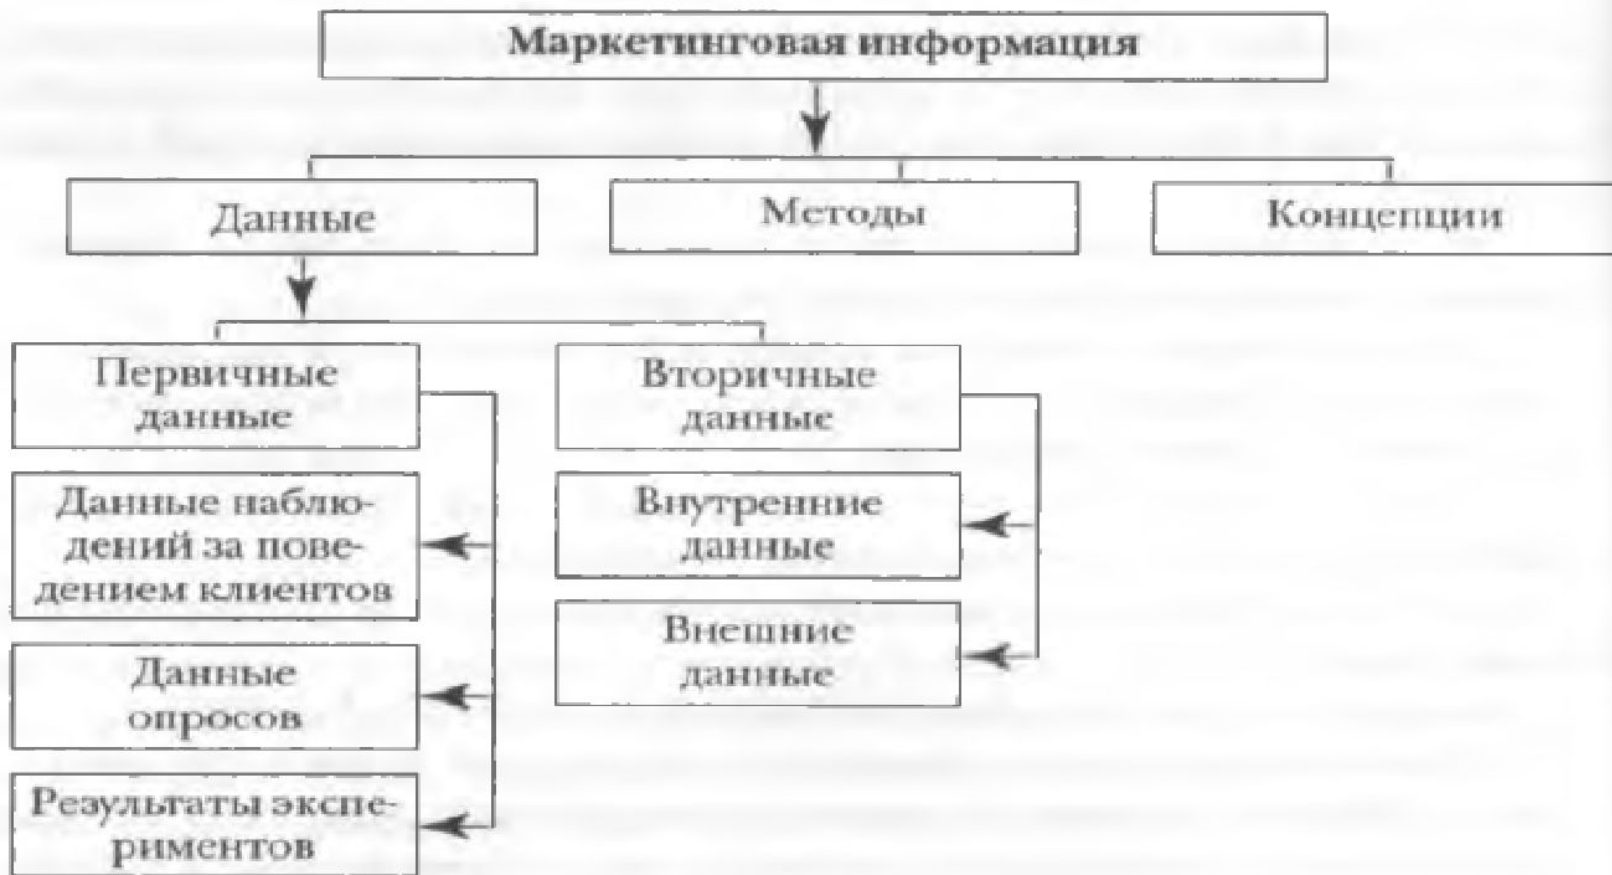 Маркетинговая информация
Данные
Методы
Концепции
Первичные
данные
Вторичные
данные
Данные наблю-
дений за пове-
дением клиентов
Внутренние
данные
Данные
опросов
Внешние
данные
Результаты экспе-
риментов